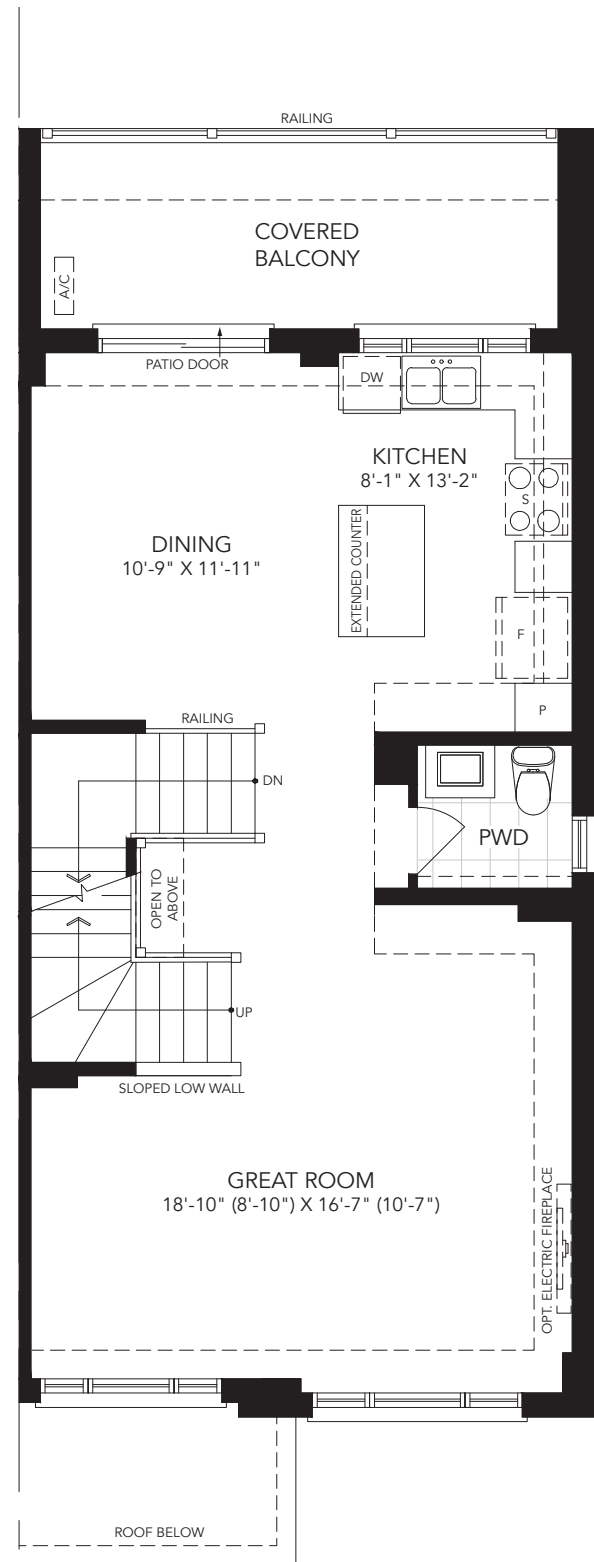 RAILING
COVERED
BALCONY
A/C
PATIO DOOR
DW
KITCHEN
8'-1" X 13'-2"
S
DINING
10'-9" X 11'-11"
EXTENDED COUNTER
F
P
RAILING
DN
PWD
OPEN TO
ABOVE
UP
SLOPED LOW WALL
GREAT ROOM
18'-10" (8'-10") X 16'-7" (10'-7")
OPT. ELECTRIC FIREPLACE
ROOF BELOW